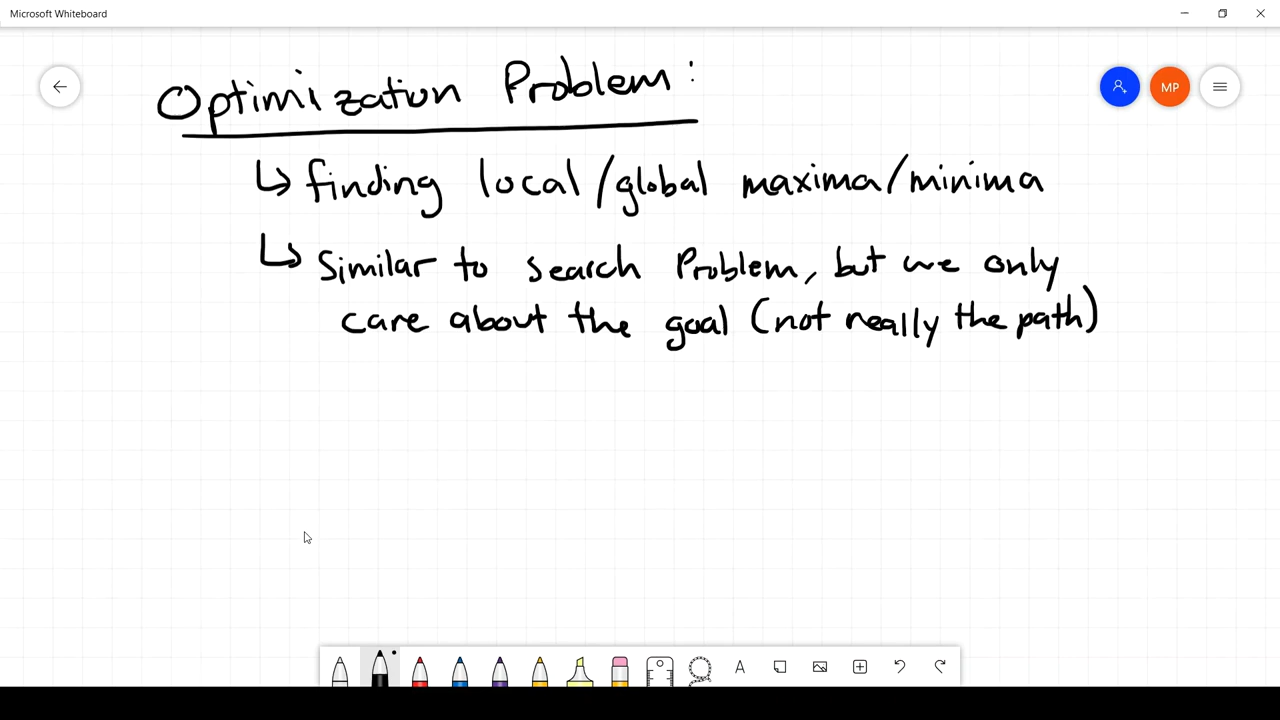 Microsoft Whiteboard
Optimization Problem:
↳ finding local/global maxima/minima
↳ Similar to search Problem, but we only
care about the goal (not really the path)
MP
A